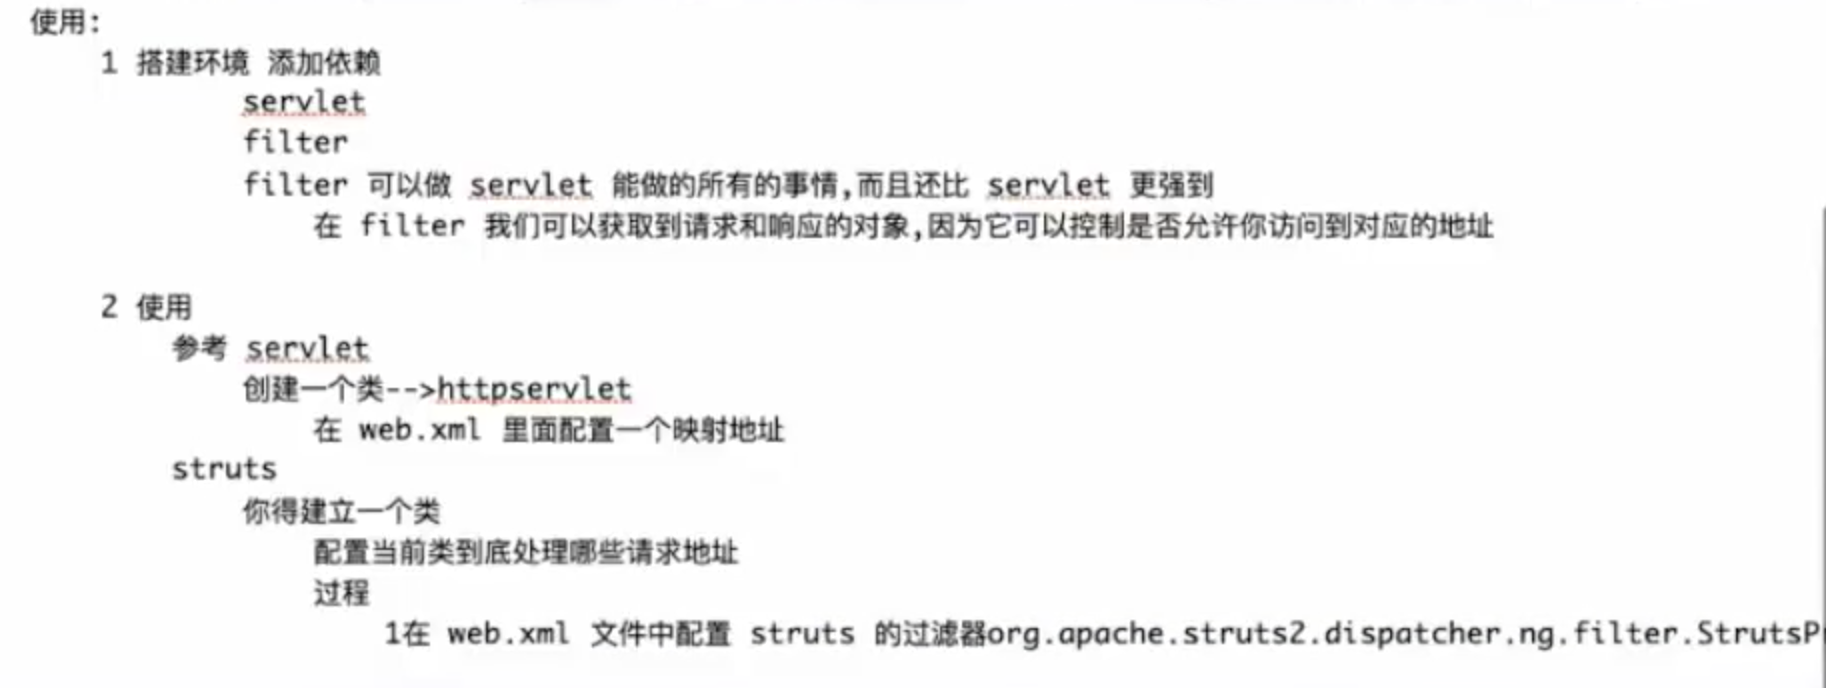 使用:
1 搭建环境 添加依赖
servlet
filter
filter 可以做 servlet 能做的所有的事情,而且还比 servlet 更强到
在 filter 我们可以获取到请求和响应的对象,因为它可以控制是否允许你访问到对应的地址
2 使用
参考 servlet
创建一个类-->httpservlet
在 web.xml 里面配置一个映射地址
struts
你得建立一个类
配置当前类到底处理哪些请求地址
过程
1在 web.xml 文件中配置 struts 的过滤器org.apache.struts2.dispatcher.ng.filter.StrutsP